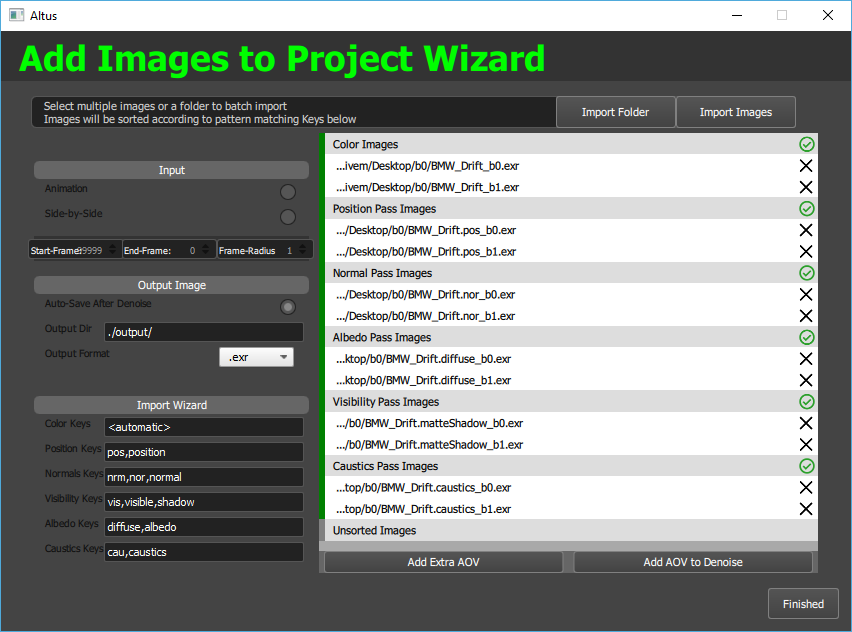 Altus
Add Images to Project Wizard
Select multiple images or a folder to batch import
Images will be sorted according to pattern matching Keys below
Import Folder
Import Images
Input
Animation
Side-by-Side
Start-Frame: 99999
End-Frame: 0
Frame-Radius 1
Output Image
Auto-Save After Denoise
Output Dir ./output/
Output Format .exr
Import Wizard
Color Keys <automatic>
Position Keys pos,position
Normals Keys nrm,nor,normal
Visibility Keys vis,visible,shadow
Albedo Keys diffuse,albedo
Caustics Keys cau,caustics
Color Images
...ivem/Desktop/b0/BMW_Drift_b0.exr
...ivem/Desktop/b0/BMW_Drift_b1.exr
Position Pass Images
.../Desktop/b0/BMW_Drift.pos_b0.exr
.../Desktop/b0/BMW_Drift.pos_b1.exr
Normal Pass Images
.../Desktop/b0/BMW_Drift.nor_b0.exr
.../Desktop/b0/BMW_Drift.nor_b1.exr
Albedo Pass Images
...ktop/b0/BMW_Drift.diffuse_b0.exr
...ktop/b0/BMW_Drift.diffuse_b1.exr
Visibility Pass Images
.../b0/BMW_Drift.matteShadow_b0.exr
.../b0/BMW_Drift.matteShadow_b1.exr
Caustics Pass Images
...top/b0/BMW_Drift.caustics_b0.exr
...top/b0/BMW_Drift.caustics_b1.exr
Unsorted Images
Add Extra AOV
Add AOV to Denoise
Finished